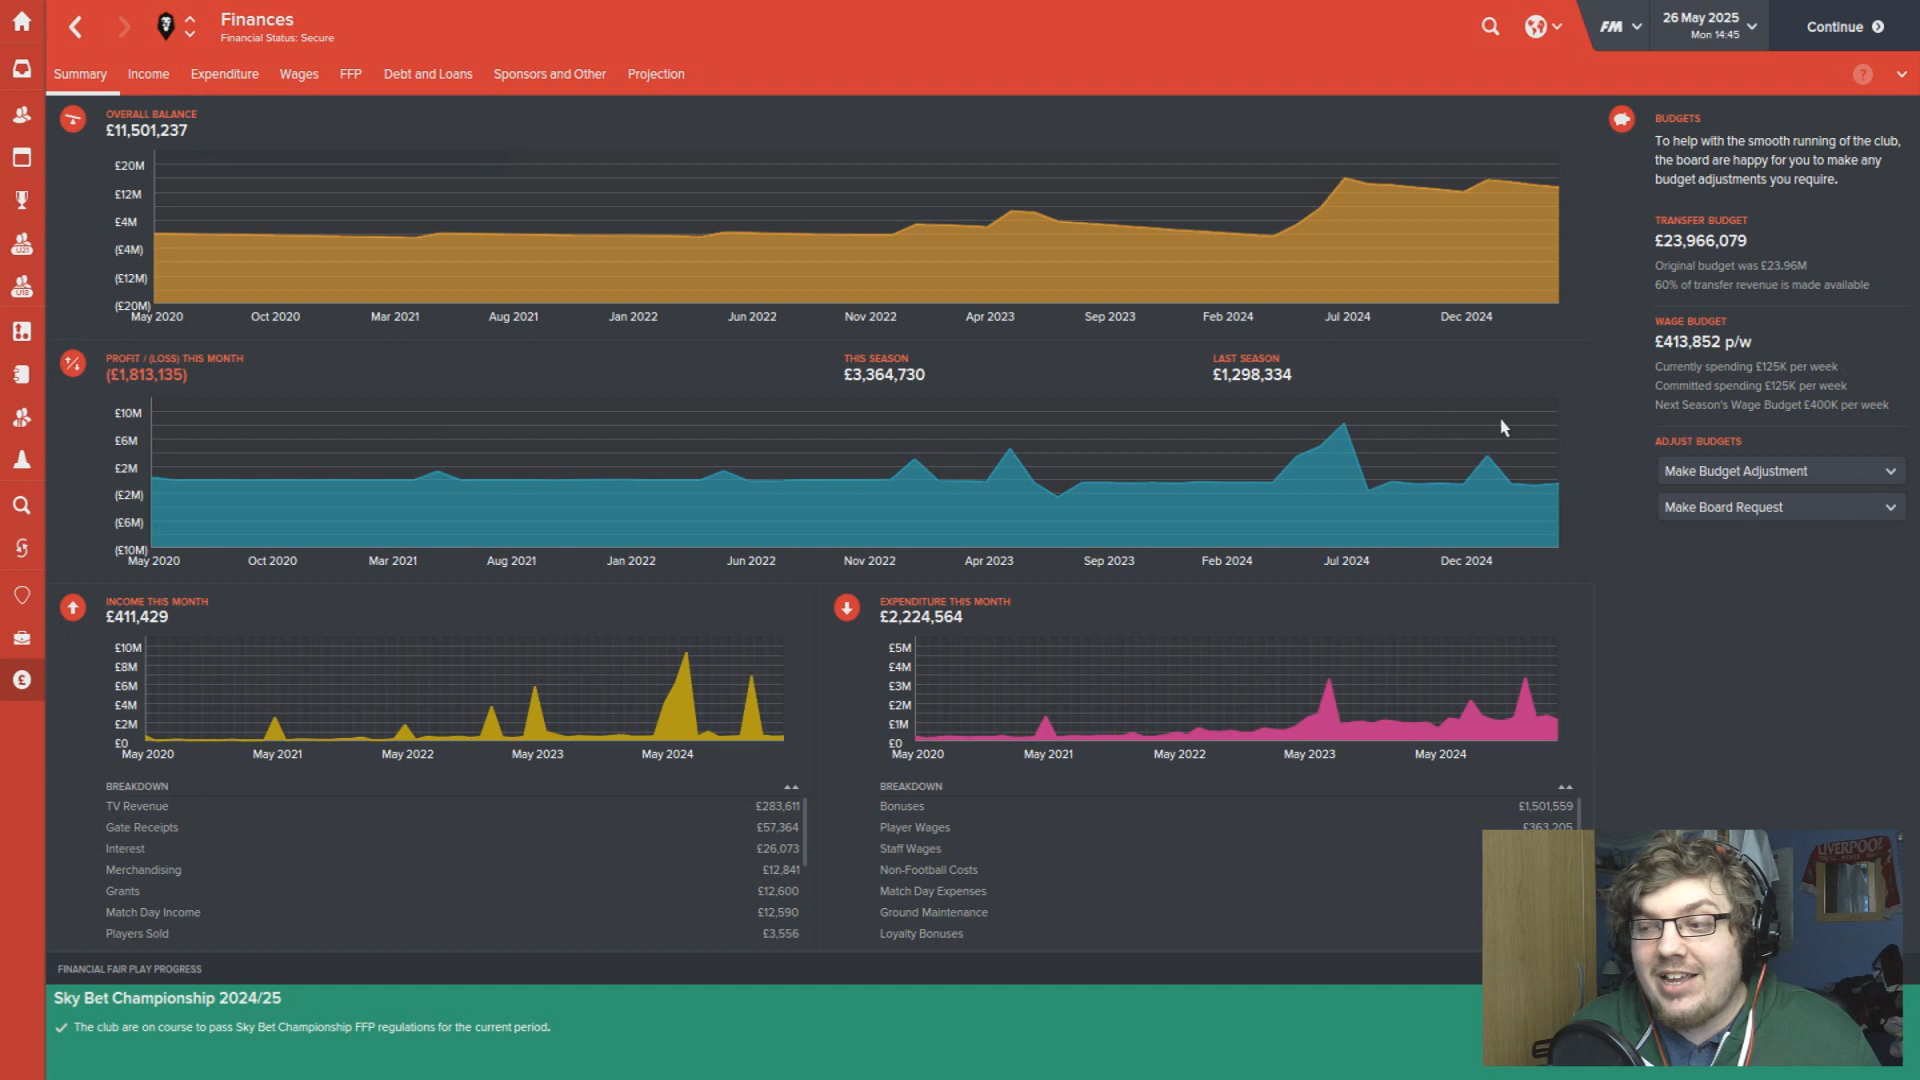 Finances
Financial Status: Secure
FM
26 May 2025
Mon 14:45
Continue
Summary
Income
Expenditure
Wages
FFP
Debt and Loans
Sponsors and Other
Projection
?
OVERALL BALANCE
£11,501,237
£20M
£12M
£4M
(£4M)
(£12M)
(£20M)
May 2020 Oct 2020 Mar 2021 Aug 2021 Jan 2022 Jun 2022 Nov 2022 Apr 2023 Sep 2023 Feb 2024 Jul 2024 Dec 2024
PROFIT / (LOSS) THIS MONTH
(£1,813,135)
THIS SEASON
£3,364,730
LAST SEASON
£1,298,334
£10M
£6M
£2M
(£2M)
(£6M)
(£10M)
May 2020 Oct 2020 Mar 2021 Aug 2021 Jan 2022 Jun 2022 Nov 2022 Apr 2023 Sep 2023 Feb 2024 Jul 2024 Dec 2024
INCOME THIS MONTH
£411,429
£10M
£8M
£6M
£4M
£2M
£0
May 2020 May 2021 May 2022 May 2023 May 2024
BREAKDOWN
TV Revenue £283,611
Gate Receipts £57,364
Interest £26,073
Merchandising £12,841
Grants £12,600
Match Day Income £12,590
Players Sold £3,556
EXPENDITURE THIS MONTH
£2,224,564
£5M
£4M
£3M
£2M
£1M
£0
May 2020 May 2021 May 2022 May 2023 May 2024
BREAKDOWN
Bonuses £1,501,559
Player Wages £363,205
Staff Wages
Non-Football Costs
Match Day Expenses
Ground Maintenance
Loyalty Bonuses
BUDGETS
To help with the smooth running of the club,
the board are happy for you to make any
budget adjustments you require.
TRANSFER BUDGET
£23,966,079
Original budget was £23.96M
60% of transfer revenue is made available
WAGE BUDGET
£413,852 p/w
Currently spending £125K per week
Committed spending £125K per week
Next Season's Wage Budget £400K per week
ADJUST BUDGETS
Make Budget Adjustment
Make Board Request
FINANCIAL FAIR PLAY PROGRESS
Sky Bet Championship 2024/25
The club are on course to pass Sky Bet Championship FFP regulations for the current period.
U21
U18
£
LIVERPOOL